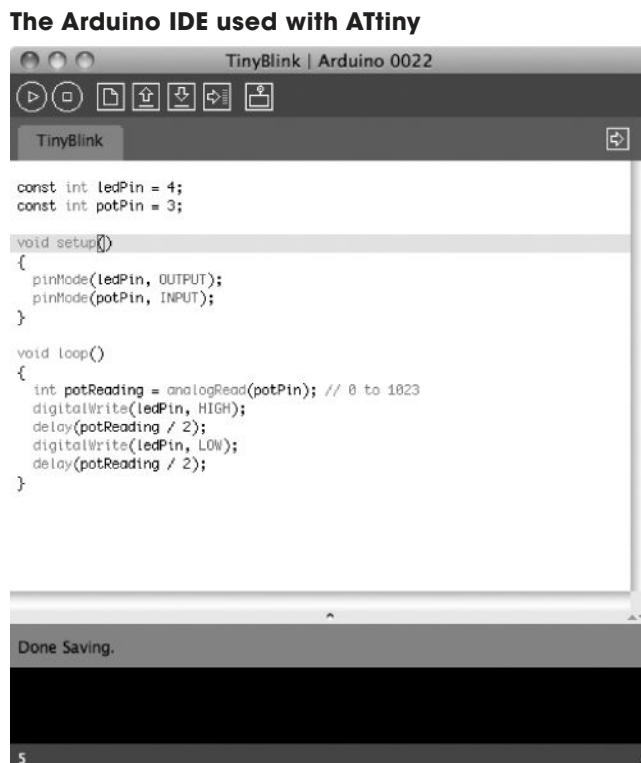 The Arduino IDE used with ATtiny
TinyBlink | Arduino 0022
TinyBlink
const int ledPin = 4;
const int potPin = 3;
void setup()
{
  pinMode(ledPin, OUTPUT);
  pinMode(potPin, INPUT);
}
void loop()
{
  int potReading = analogRead(potPin); // 0 to 1023
  digitalWrite(ledPin, HIGH);
  delay(potReading / 2);
  digitalWrite(ledPin, LOW);
  delay(potReading / 2);
}
Done Saving.
5